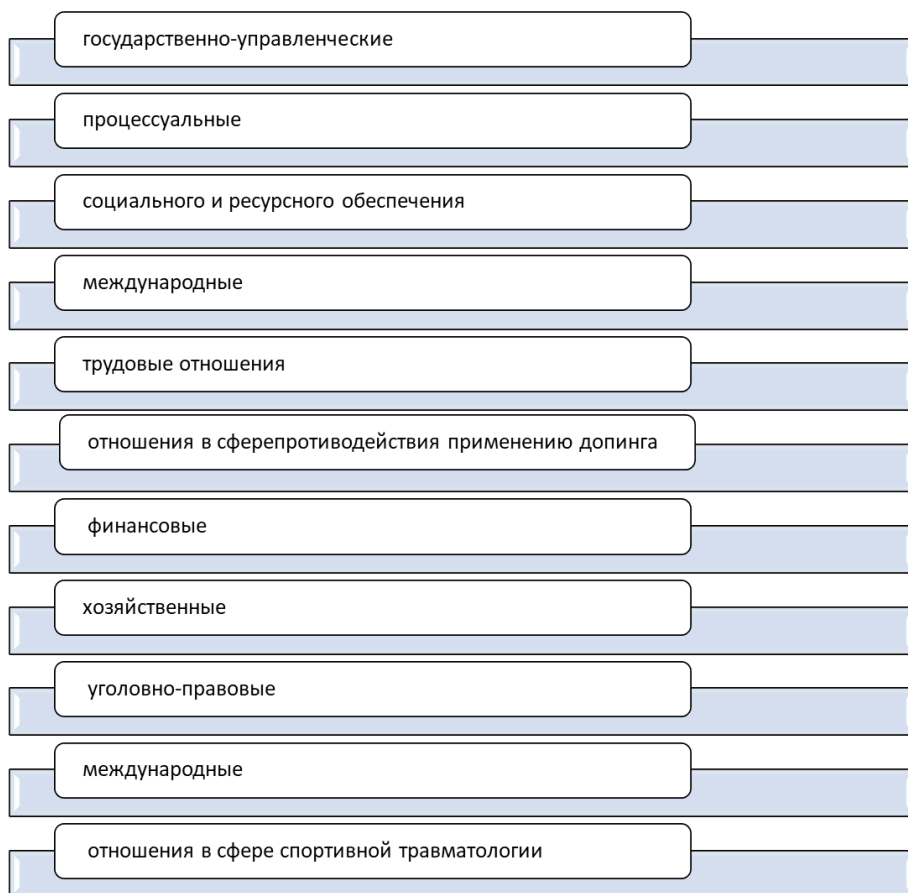 государственно-управленческие
процессуальные
социального и ресурсного обеспечения
международные
трудовые отношения
отношения в сферепротиводействия применению допинга
финансовые
хозяйственные
уголовно-правовые
международные
отношения в сфере спортивной травматологии